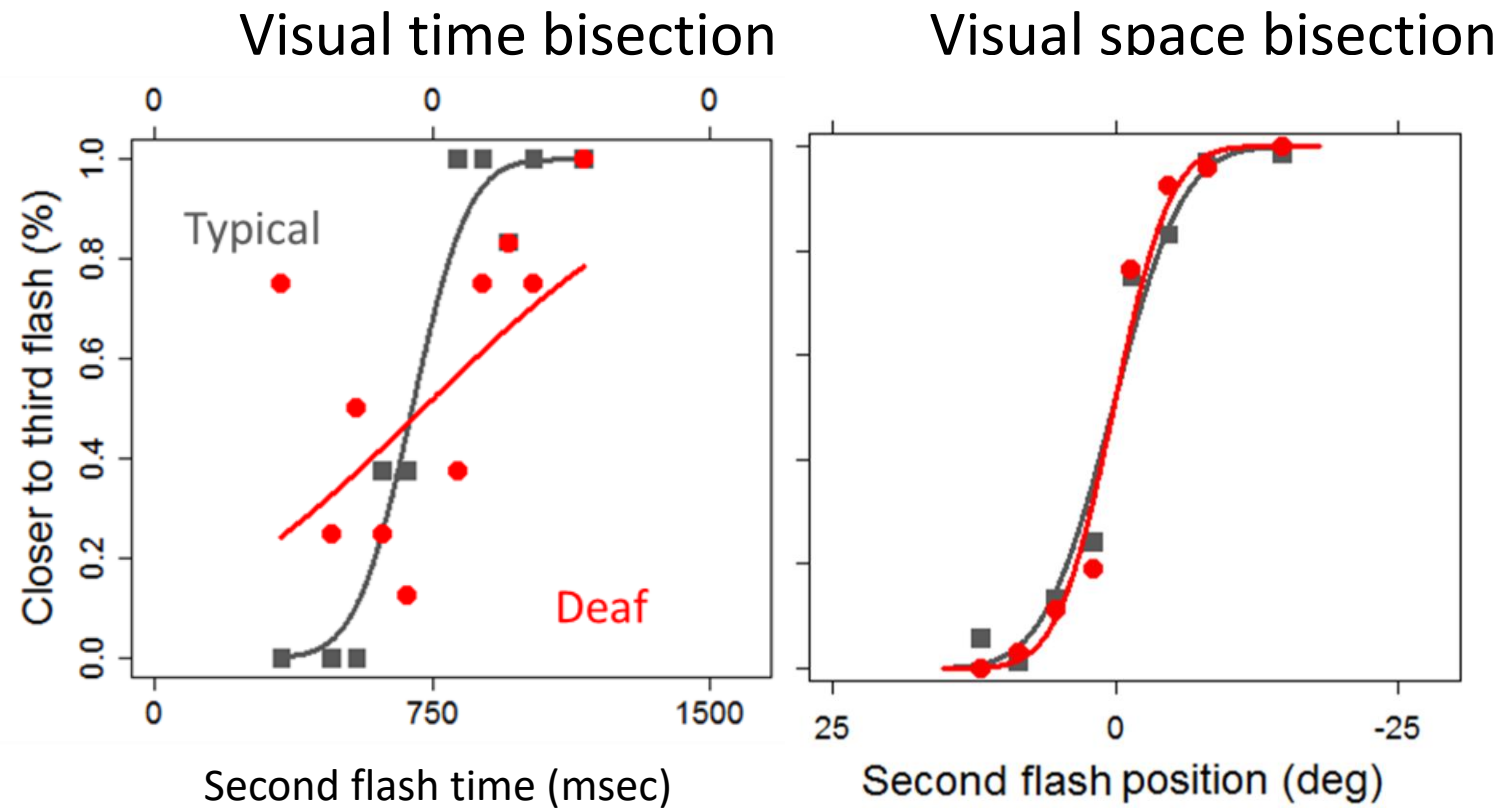 Visual time bisection
Visual space bisection
0 0 0
Closer to third flash (%)
1.0
0.8
0.6
0.4
0.2
0.0
Typical
Deaf
0 750 1500
25 0 -25
Second flash time (msec)
Second flash position (deg)